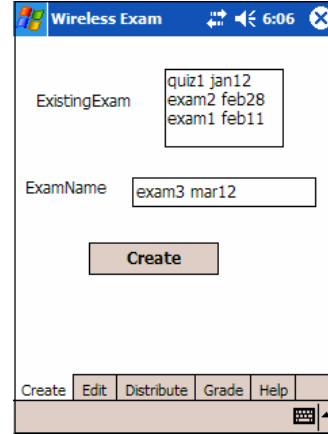 Wireless Exam 6:06
quiz1 jan12
exam2 feb28
exam1 feb11
ExistingExam
ExamName
exam3 mar12
Create
Create Edit Distribute Grade Help